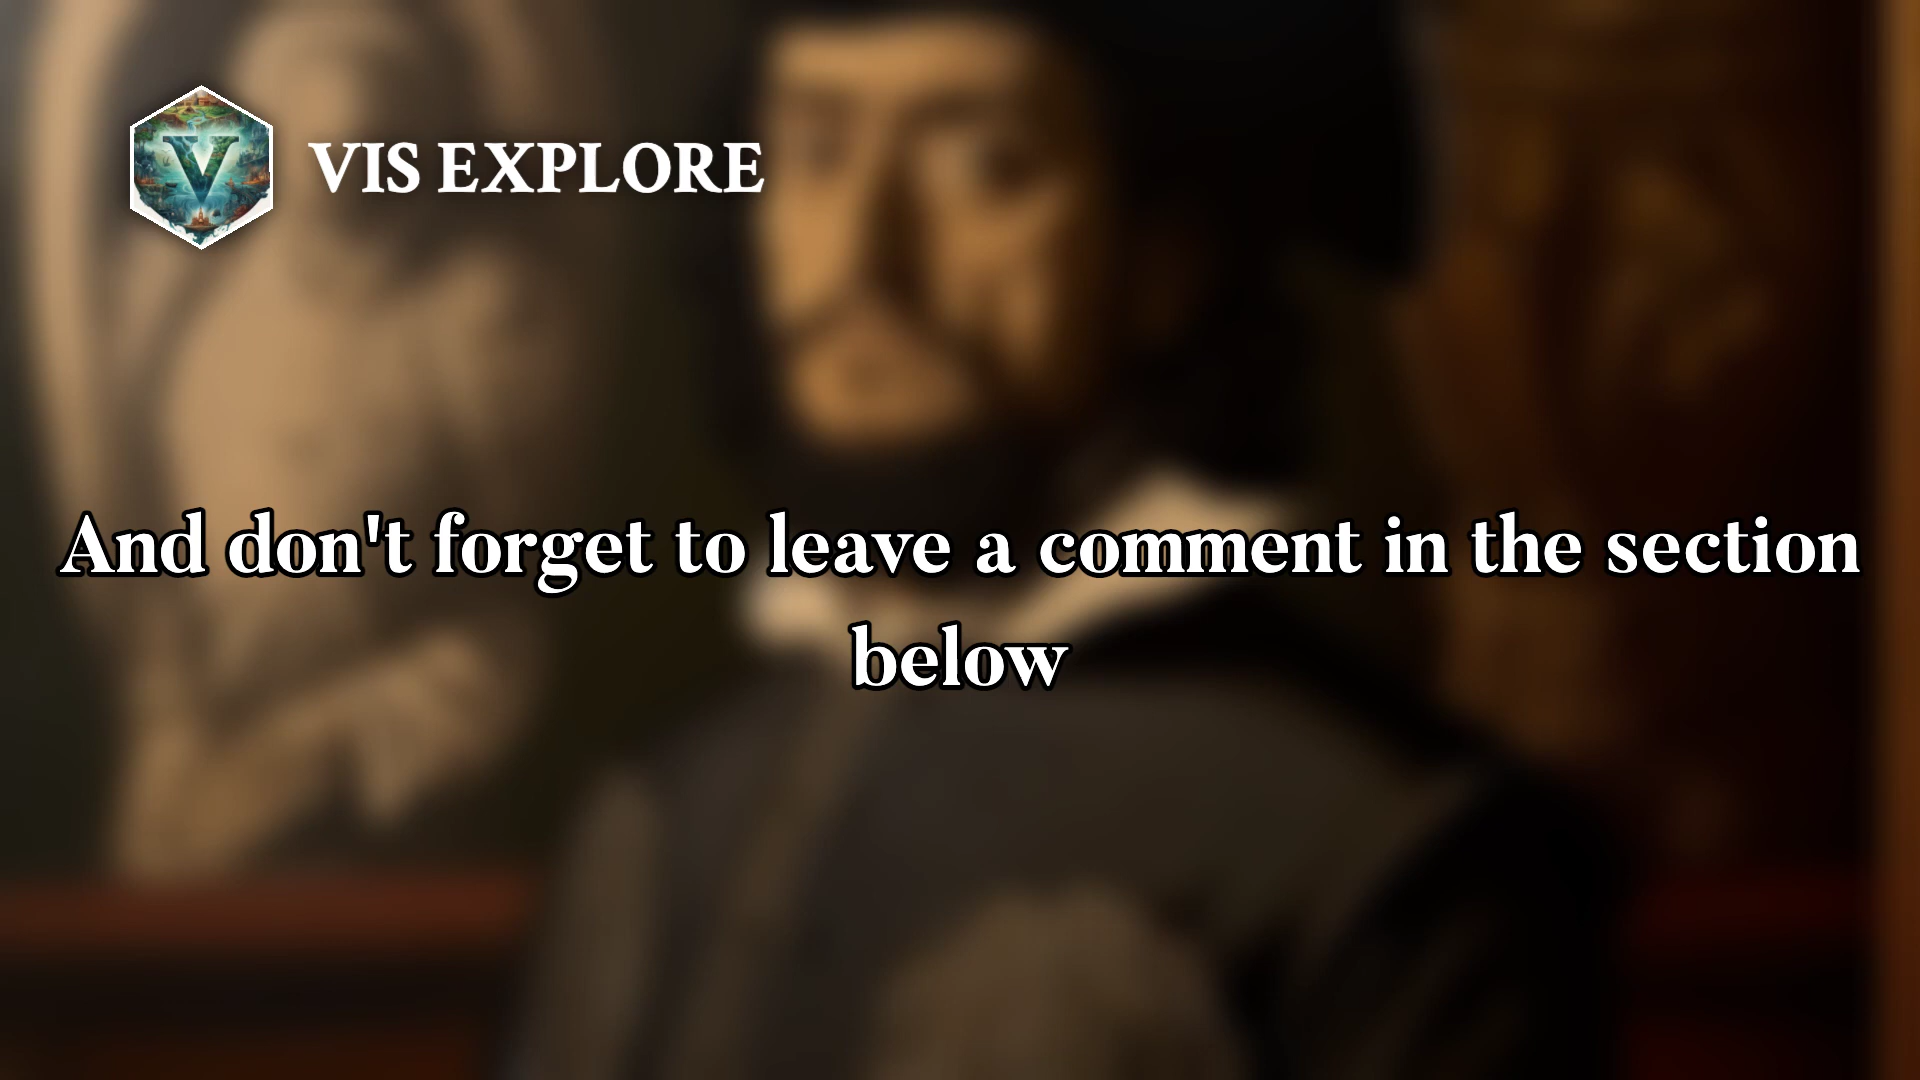 VIS EXPLORE
And don't forget to leave a comment in the section
below